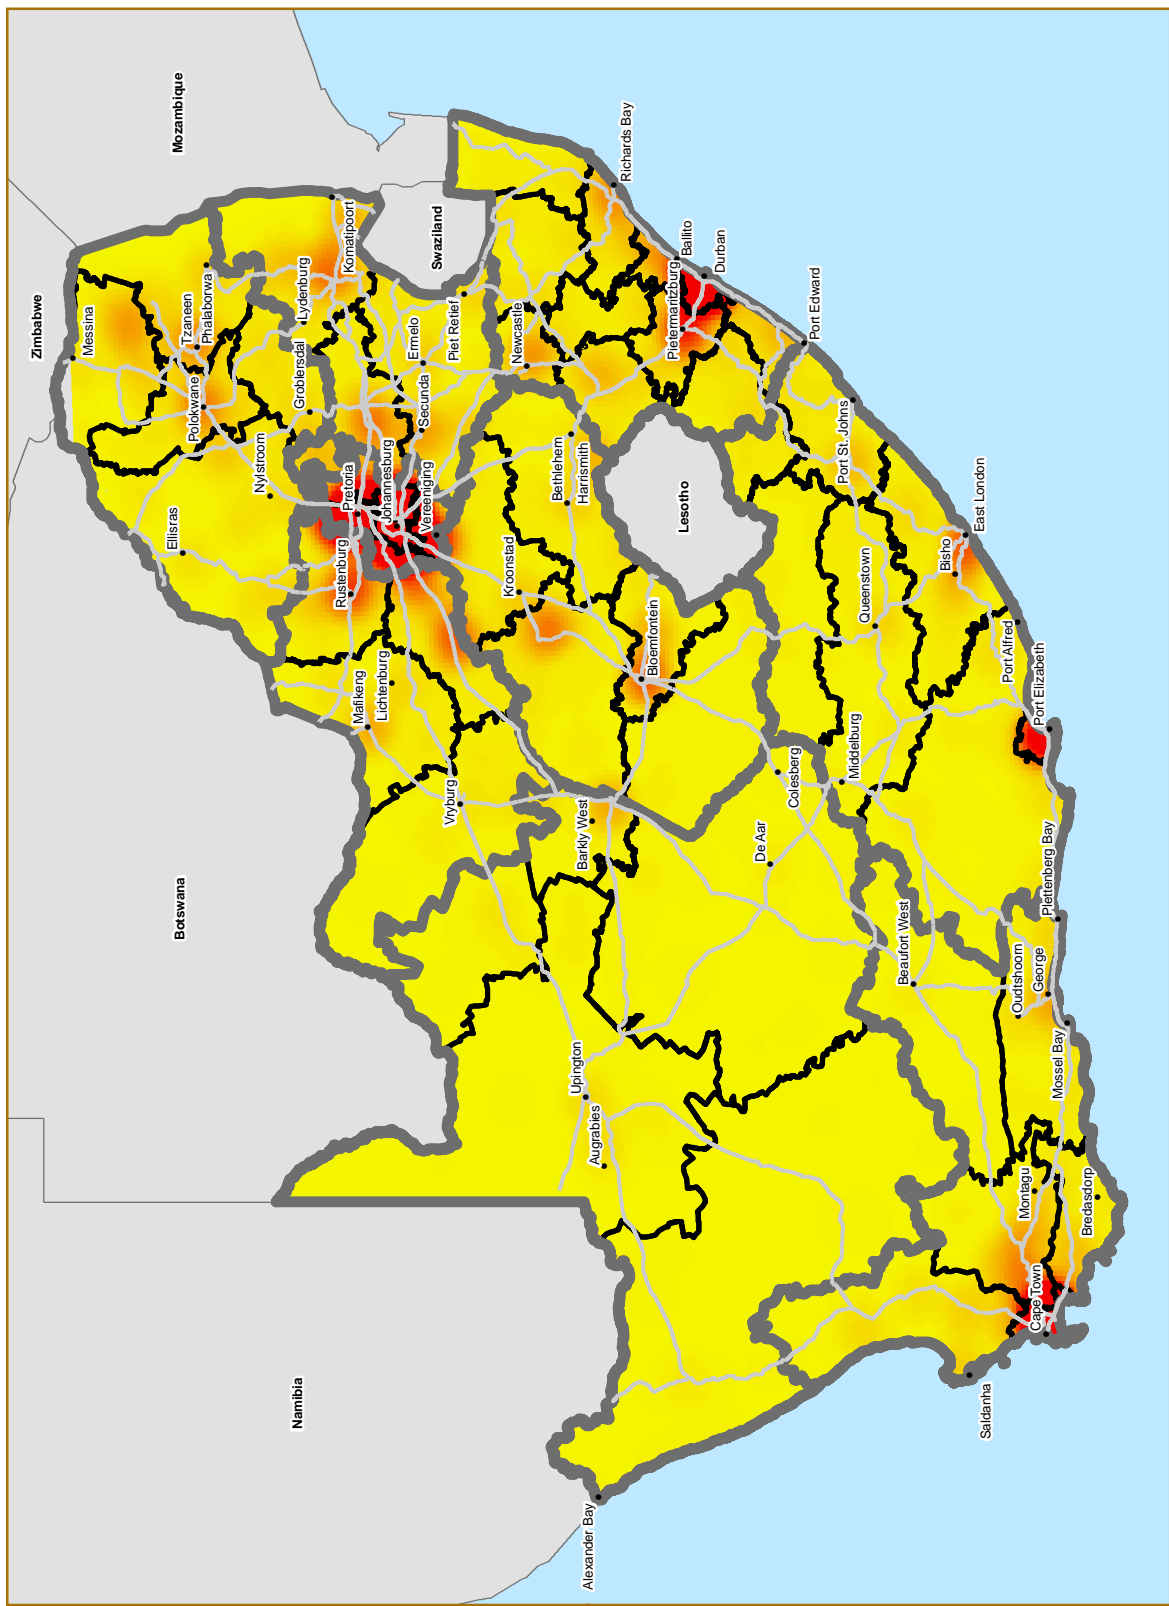 Zimbabwe
Mozambique
Botswana
Namibia
Swaziland
Lesotho
Messina
Tzaneen
Phalaborwa
Polokwane
Nylstroom
Ellisras
Groblersdal
Lydenburg
Komatipoort
Pretoria
Johannesburg
Vereeniging
Rustenburg
Mafikeng
Lichtenburg
Secunda
Ermelo
Piet Retief
Newcastle
Vryburg
Kroonstad
Bethlehem
Harrismith
Bloemfontein
Barkly West
Upington
Augrabies
Alexander Bay
Richards Bay
Ballito
Durban
Pietermaritzburg
Port Edward
Port St. Johns
De Aar
Colesberg
Middelburg
Queenstown
Bisho
East London
Port Alfred
Port Elizabeth
Beaufort West
Plettenberg Bay
Oudtshoorn
George
Mossel Bay
Montagu
Bredasdorp
Cape Town
Saldanha